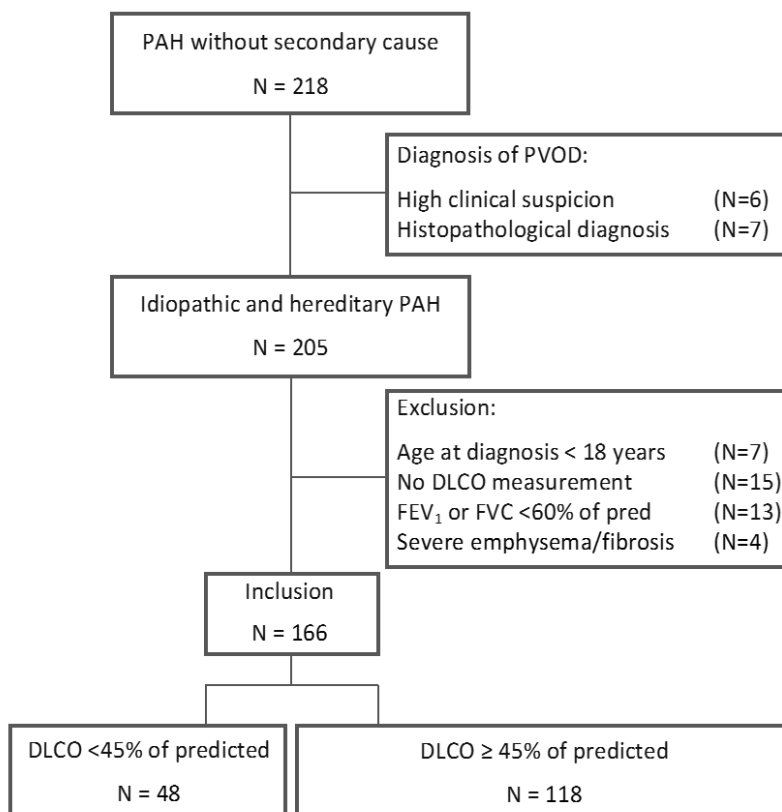 PAH without secondary cause
N = 218
Diagnosis of PVOD:
High clinical suspicion (N=6)
Histopathological diagnosis (N=7)
Idiopathic and hereditary PAH
N = 205
Exclusion:
Age at diagnosis < 18 years (N=7)
No DLCO measurement (N=15)
FEV₁ or FVC <60% of pred (N=13)
Severe emphysema/fibrosis (N=4)
Inclusion
N = 166
DLCO <45% of predicted
N = 48
DLCO ≥ 45% of predicted
N = 118